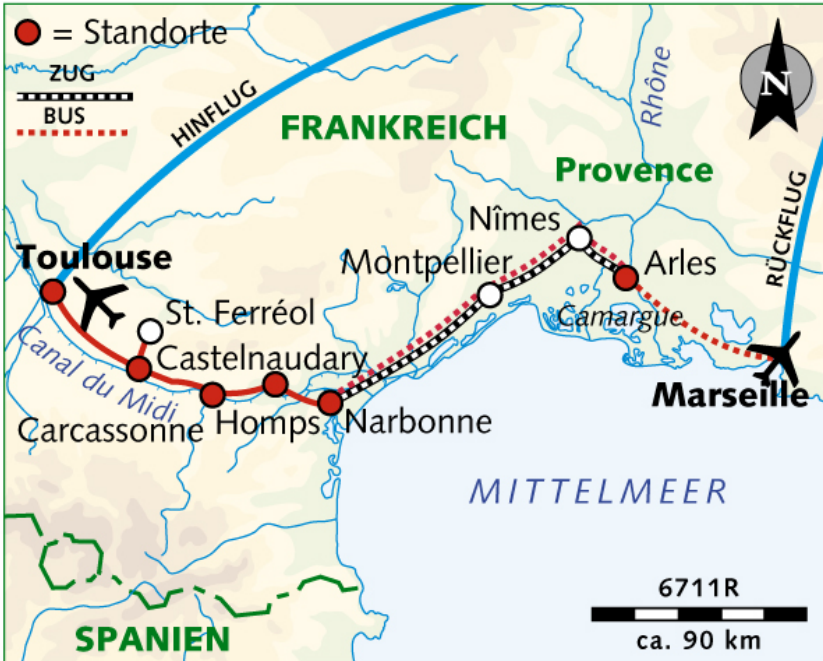 = Standorte
ZUG
BUS
HINFLUG
FRANKREICH
Rhône
N
Provence
RÜCKFLUG
Nîmes
Toulouse
Montpellier
Arles
St. Ferréol
Camargue
Canal du Midi
Castelnaudary
Marseille
Carcassonne
Homps
Narbonne
MITTELMEER
6711R
ca. 90 km
SPANIEN